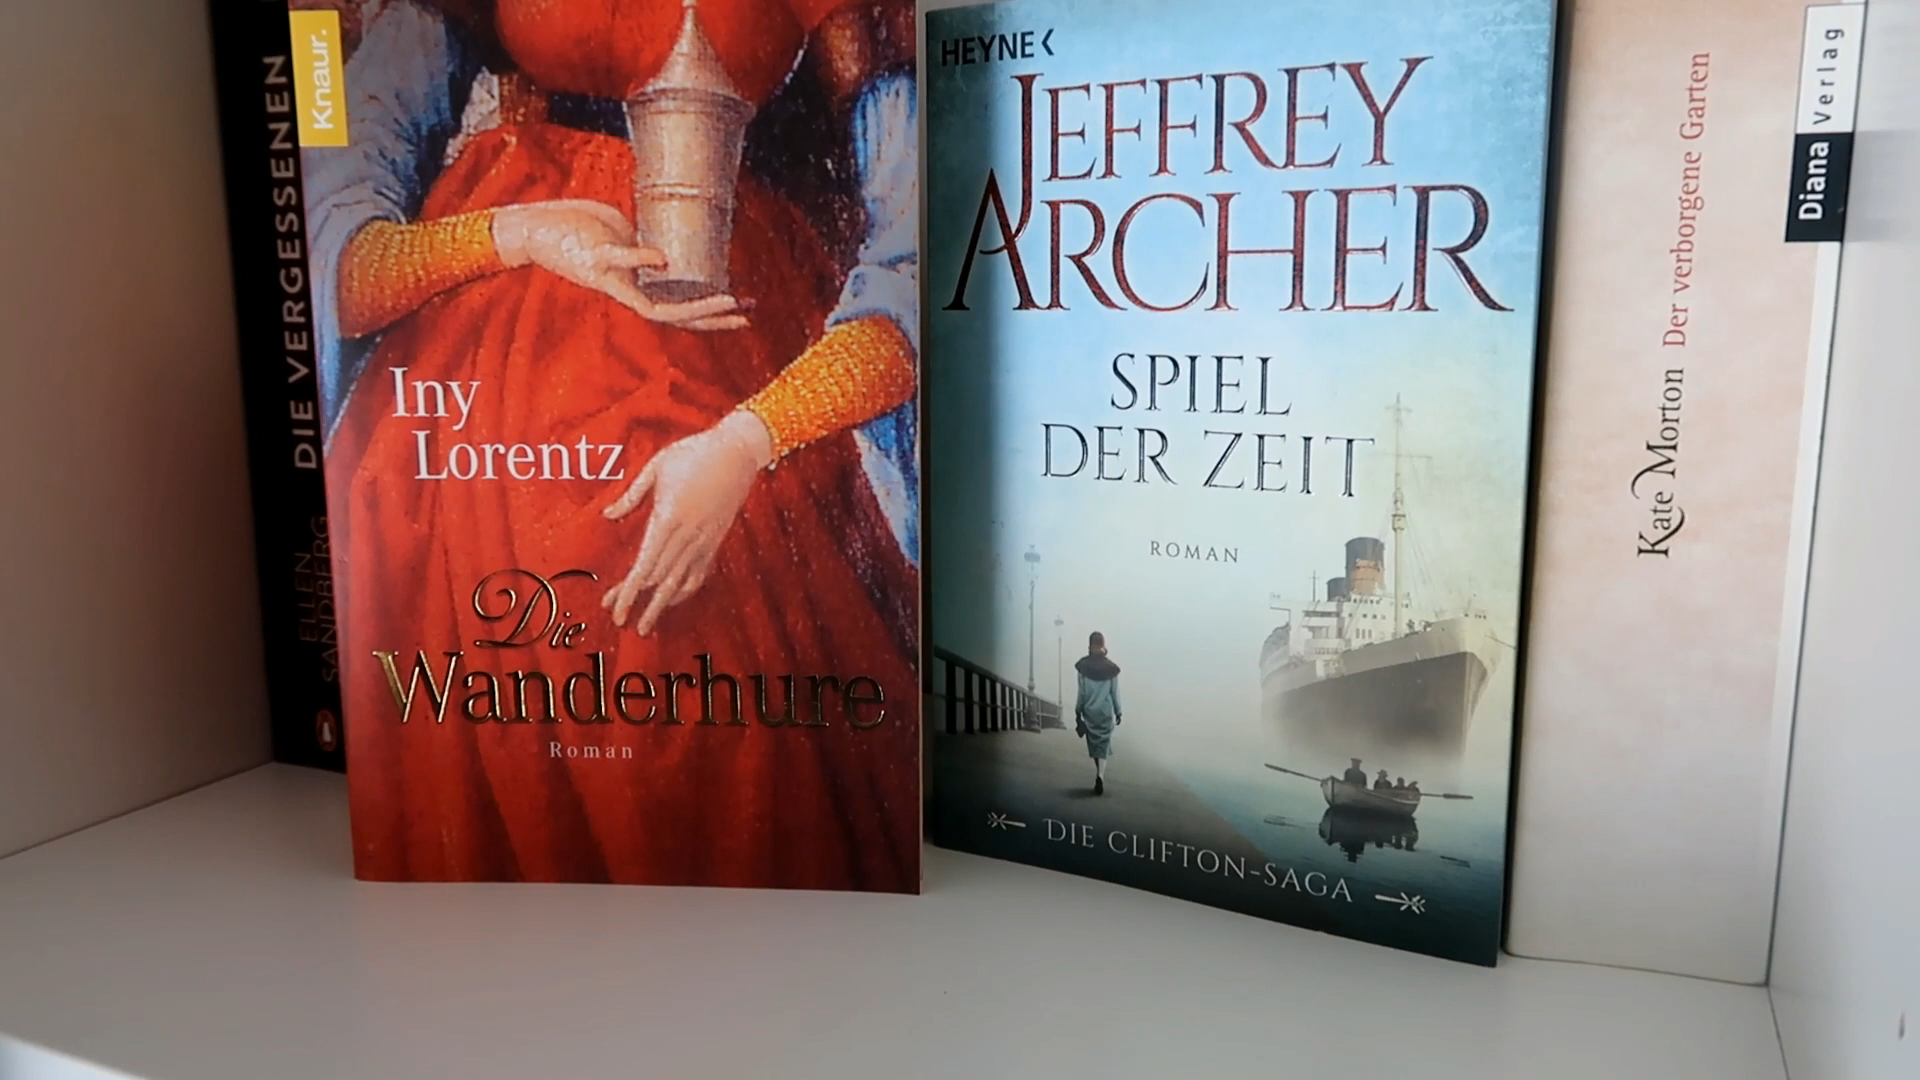 DIE VERGESSENEN
ELLEN
SANDBERG
Knaur.
Iny
Lorentz
Die
Wanderhure
Roman
HEYNE
JEFFREY
ARCHER
SPIEL
DER ZEIT
ROMAN
DIE CLIFTON-SAGA
Kate Morton Der verborgene Garten
Diana Verlag